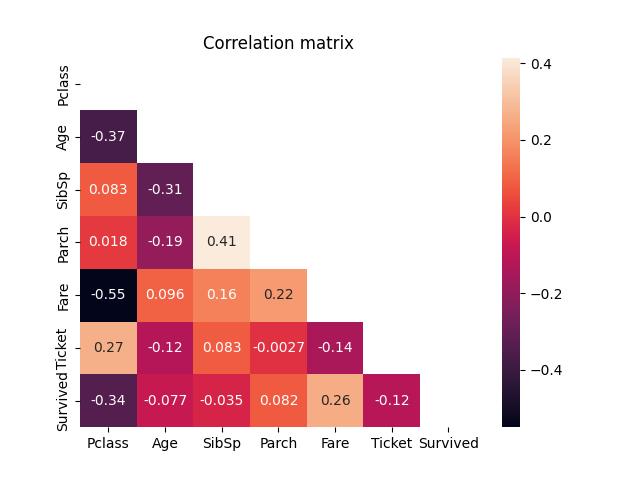 Correlation matrix
Pclass
Age -0.37
SibSp 0.083 -0.31
Parch 0.018 -0.19 0.41
Fare -0.55 0.096 0.16 0.22
Ticket 0.27 -0.12 0.083 -0.0027 -0.14
Survived -0.34 -0.077 -0.035 0.082 0.26 -0.12
Pclass Age SibSp Parch Fare Ticket Survived
0.4
0.2
0.0
−0.2
−0.4